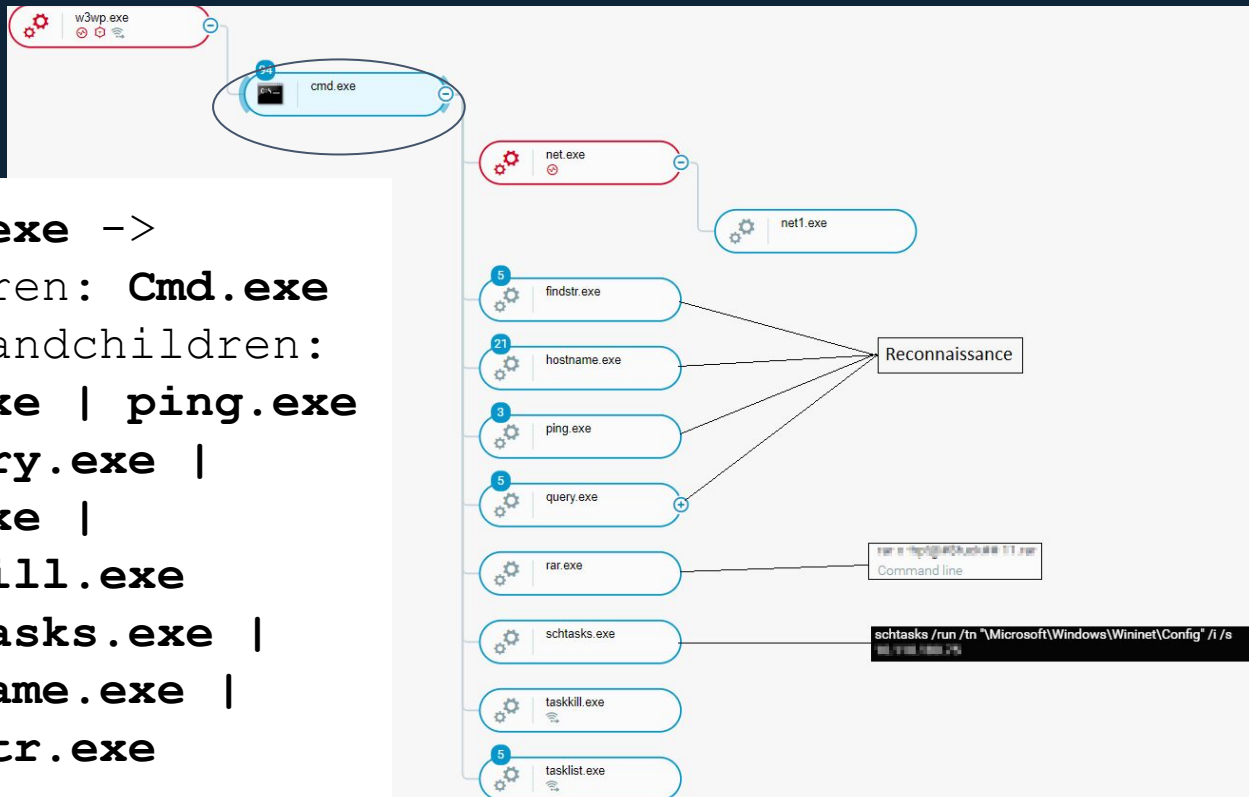 w3wp.exe
94
cmd.exe
net.exe
net1.exe
exe ->
ren: Cmd.exe
andchildren:
xe | ping.exe
ry.exe |
xe |
ill.exe
asks.exe |
ame.exe |
tr.exe
5
findstr.exe
21
hostname.exe
3
ping.exe
5
query.exe
Reconnaissance
rar.exe
Command line
schtasks.exe
schtasks /run /tn "\Microsoft\Windows\Wininet\Config" /i /s
taskkill.exe
5
tasklist.exe